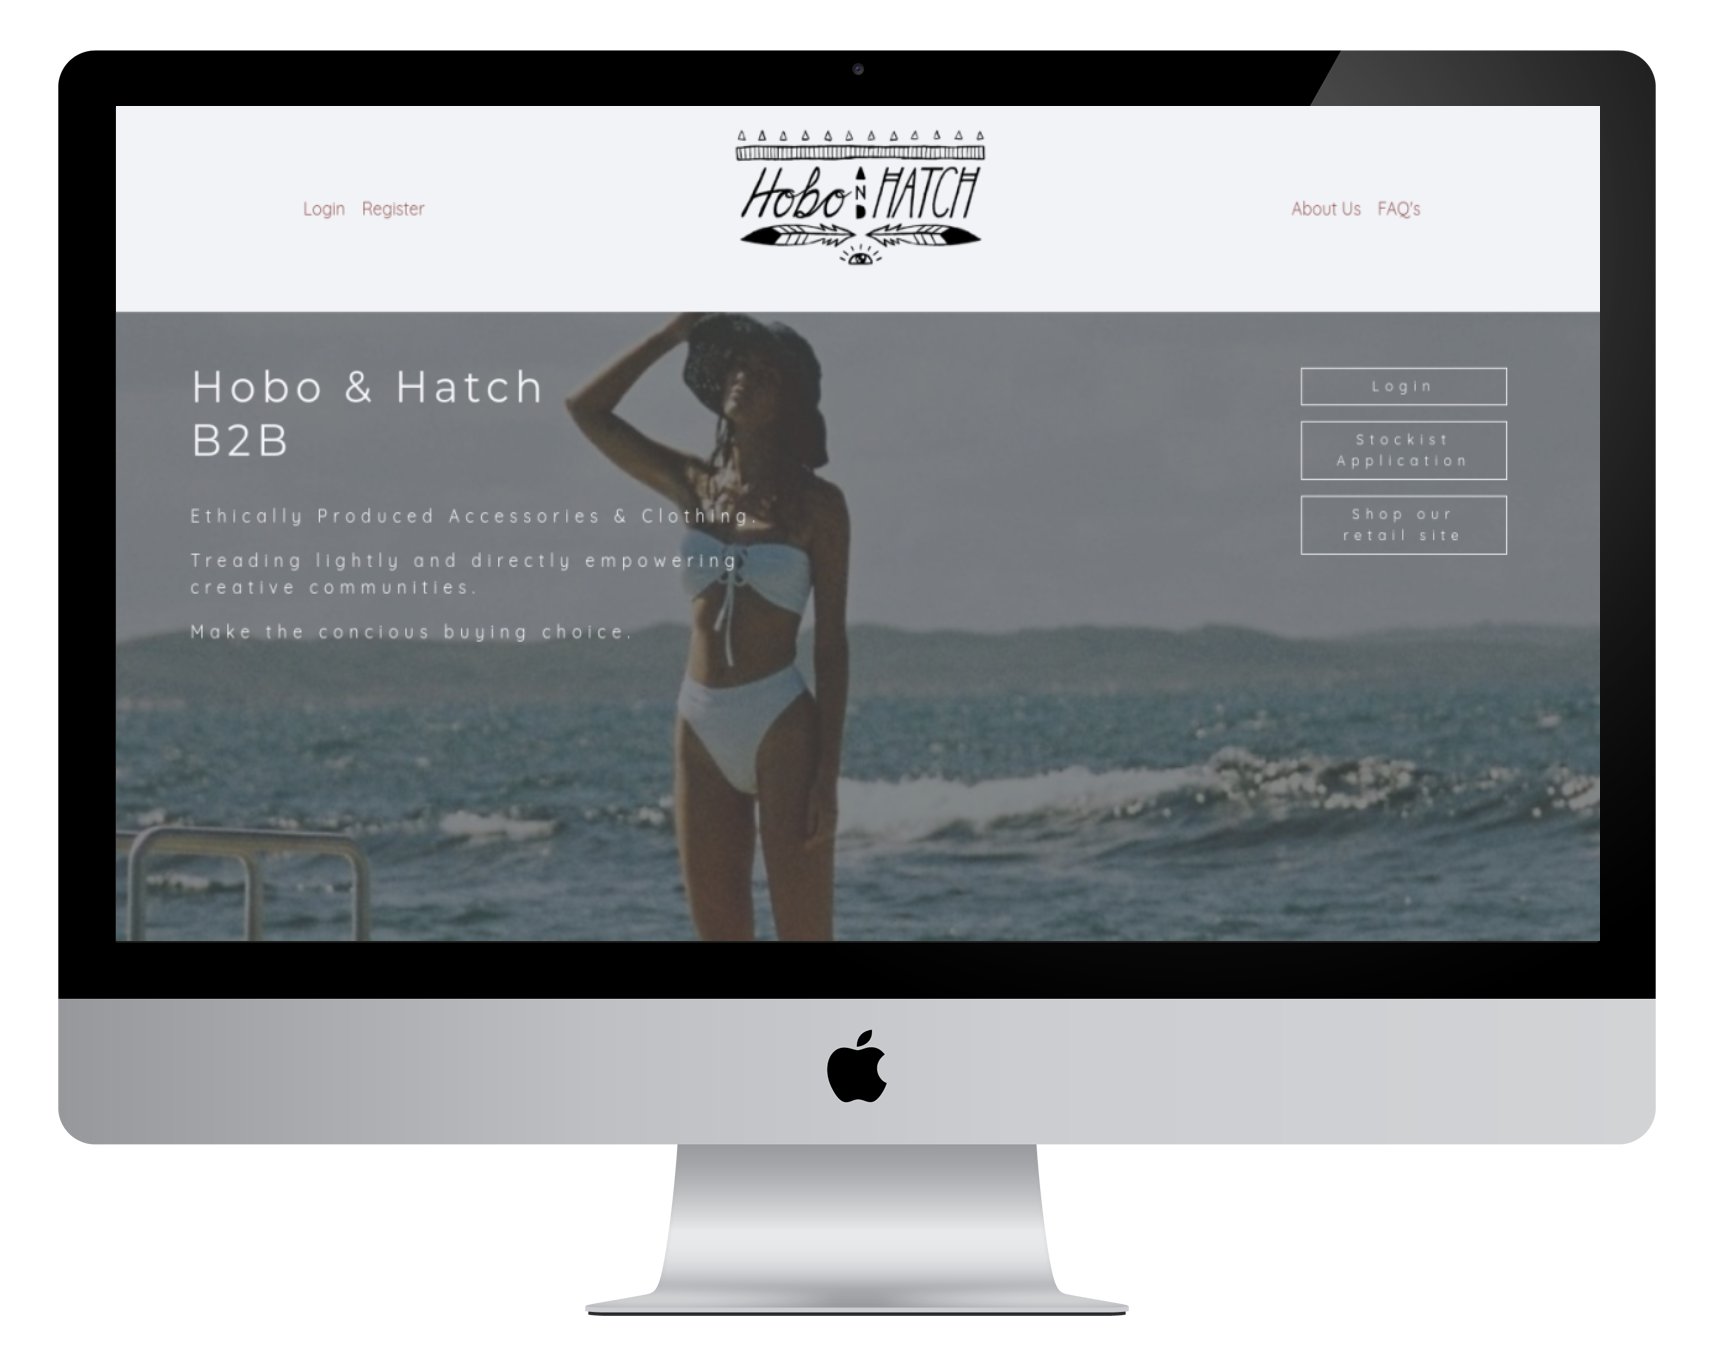 Hobo AND HATCH
Login Register
About Us FAQ's
Hobo & Hatch
B2B
Ethically Produced Accessories & Clothing.
Treading lightly and directly empowering
creative communities.
Make the concious buying choice.
Login
Stockist
Application
Shop our
retail site